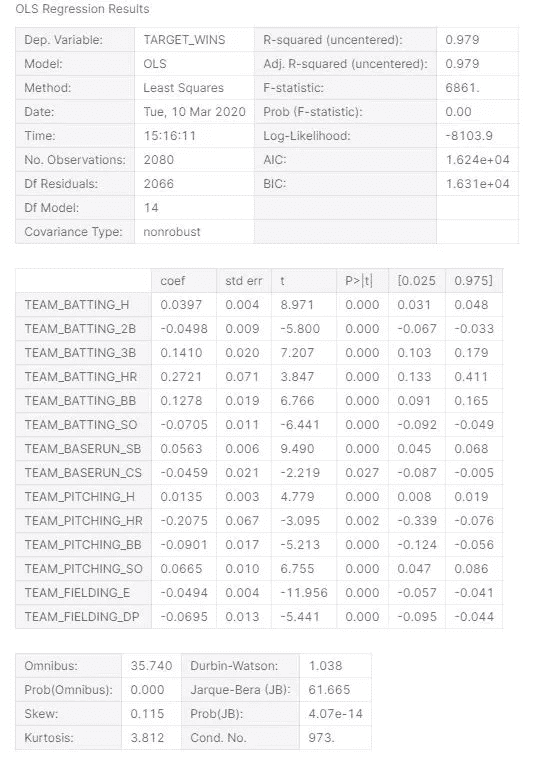 OLS Regression Results
Dep. Variable: TARGET_WINS R-squared (uncentered): 0.979
Model: OLS Adj. R-squared (uncentered): 0.979
Method: Least Squares F-statistic: 6861.
Date: Tue, 10 Mar 2020 Prob (F-statistic): 0.00
Time: 15:16:11 Log-Likelihood: -8103.9
No. Observations: 2080 AIC: 1.624e+04
Df Residuals: 2066 BIC: 1.631e+04
Df Model: 14
Covariance Type: nonrobust
coef std err t P>|t| [0.025 0.975]
TEAM_BATTING_H 0.0397 0.004 8.971 0.000 0.031 0.048
TEAM_BATTING_2B -0.0498 0.009 -5.800 0.000 -0.067 -0.033
TEAM_BATTING_3B 0.1410 0.020 7.207 0.000 0.103 0.179
TEAM_BATTING_HR 0.2721 0.071 3.847 0.000 0.133 0.411
TEAM_BATTING_BB 0.1278 0.019 6.766 0.000 0.091 0.165
TEAM_BATTING_SO -0.0705 0.011 -6.441 0.000 -0.092 -0.049
TEAM_BASERUN_SB 0.0563 0.006 9.490 0.000 0.045 0.068
TEAM_BASERUN_CS -0.0459 0.021 -2.219 0.027 -0.087 -0.005
TEAM_PITCHING_H 0.0135 0.003 4.779 0.000 0.008 0.019
TEAM_PITCHING_HR -0.2075 0.067 -3.095 0.002 -0.339 -0.076
TEAM_PITCHING_BB -0.0901 0.017 -5.213 0.000 -0.124 -0.056
TEAM_PITCHING_SO 0.0665 0.010 6.755 0.000 0.047 0.086
TEAM_FIELDING_E -0.0494 0.004 -11.956 0.000 -0.057 -0.041
TEAM_FIELDING_DP -0.0695 0.013 -5.441 0.000 -0.095 -0.044
Omnibus: 35.740 Durbin-Watson: 1.038
Prob(Omnibus): 0.000 Jarque-Bera (JB): 61.665
Skew: 0.115 Prob(JB): 4.07e-14
Kurtosis: 3.812 Cond. No. 973.